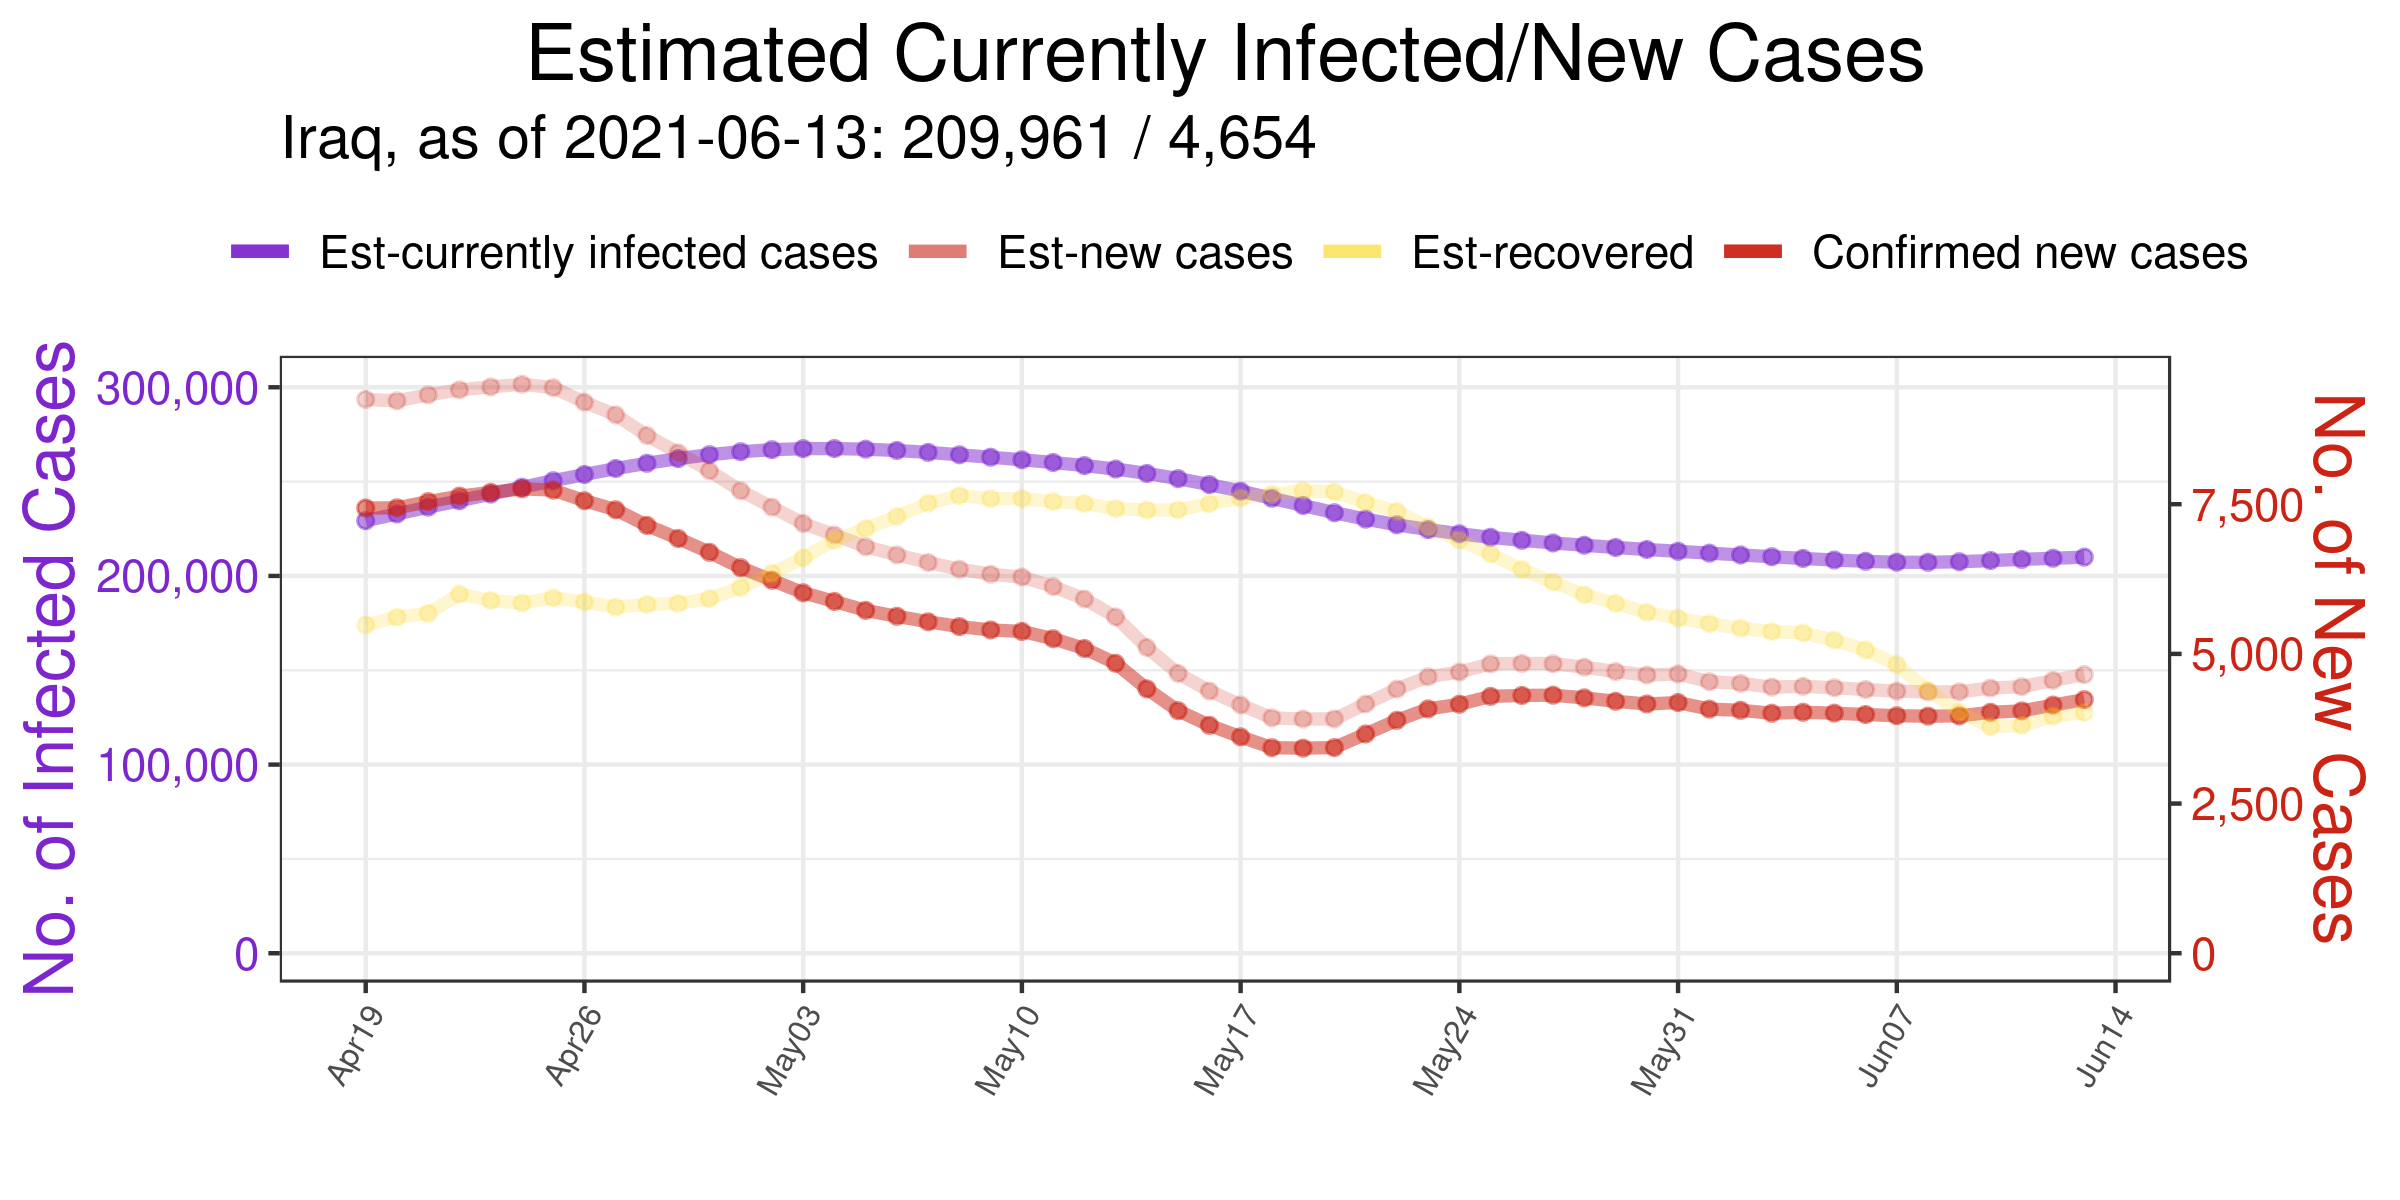 Estimated Currently Infected/New Cases
Iraq, as of 2021-06-13: 209,961 / 4,654
Est-currently infected cases Est-new cases Est-recovered Confirmed new cases
No. of Infected Cases
300,000
200,000
100,000
0
7,500
5,000
2,500
0
No. of New Cases
Apr19 Apr26 May03 May10 May17 May24 May31 Jun07 Jun14